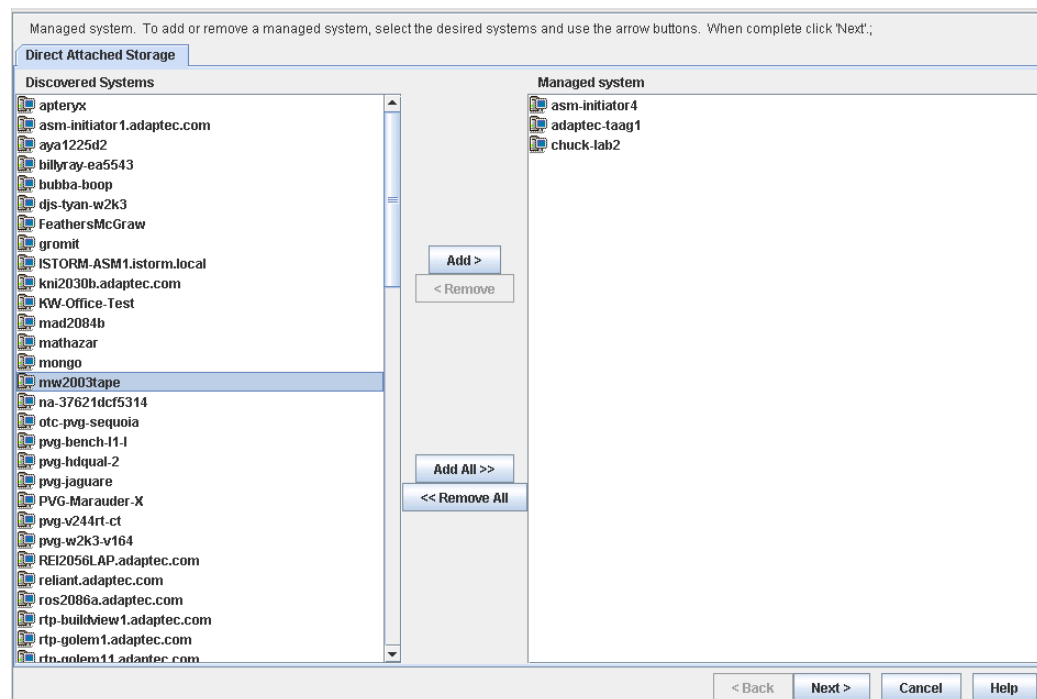 Managed system. To add or remove a managed system, select the desired systems and use the arrow buttons. When complete click 'Next'.;
Direct Attached Storage
Discovered Systems
apteryx
asm-initiator1.adaptec.com
aya1225d2
billyray-ea5543
bubba-boop
djs-tyan-w2k3
FeathersMcGraw
gromit
ISTORM-ASM1.istorm.local
kni2030b.adaptec.com
KW-Office-Test
mad2084b
mathazar
mongo
mw2003tape
na-37621dcf5314
otc-pvg-sequoia
pvg-bench-l1-l
pvg-hdqual-2
pvg-jaguare
PVG-Marauder-X
pvg-v244rt-ct
pvg-w2k3-v164
REI2056LAP.adaptec.com
reliant.adaptec.com
ros2086a.adaptec.com
rtp-buildview1.adaptec.com
rtp-golem1.adaptec.com
rtp-golem11.adaptec.com
Add >
< Remove
Add All >>
<< Remove All
Managed system
asm-initiator4
adaptec-taag1
chuck-lab2
< Back
Next >
Cancel
Help